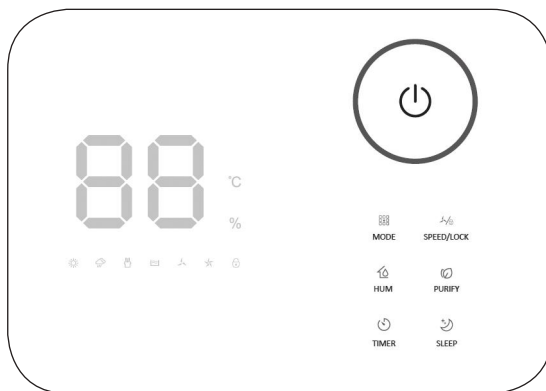 88
°C
%
MODE SPEED/LOCK
HUM PURIFY
TIMER SLEEP